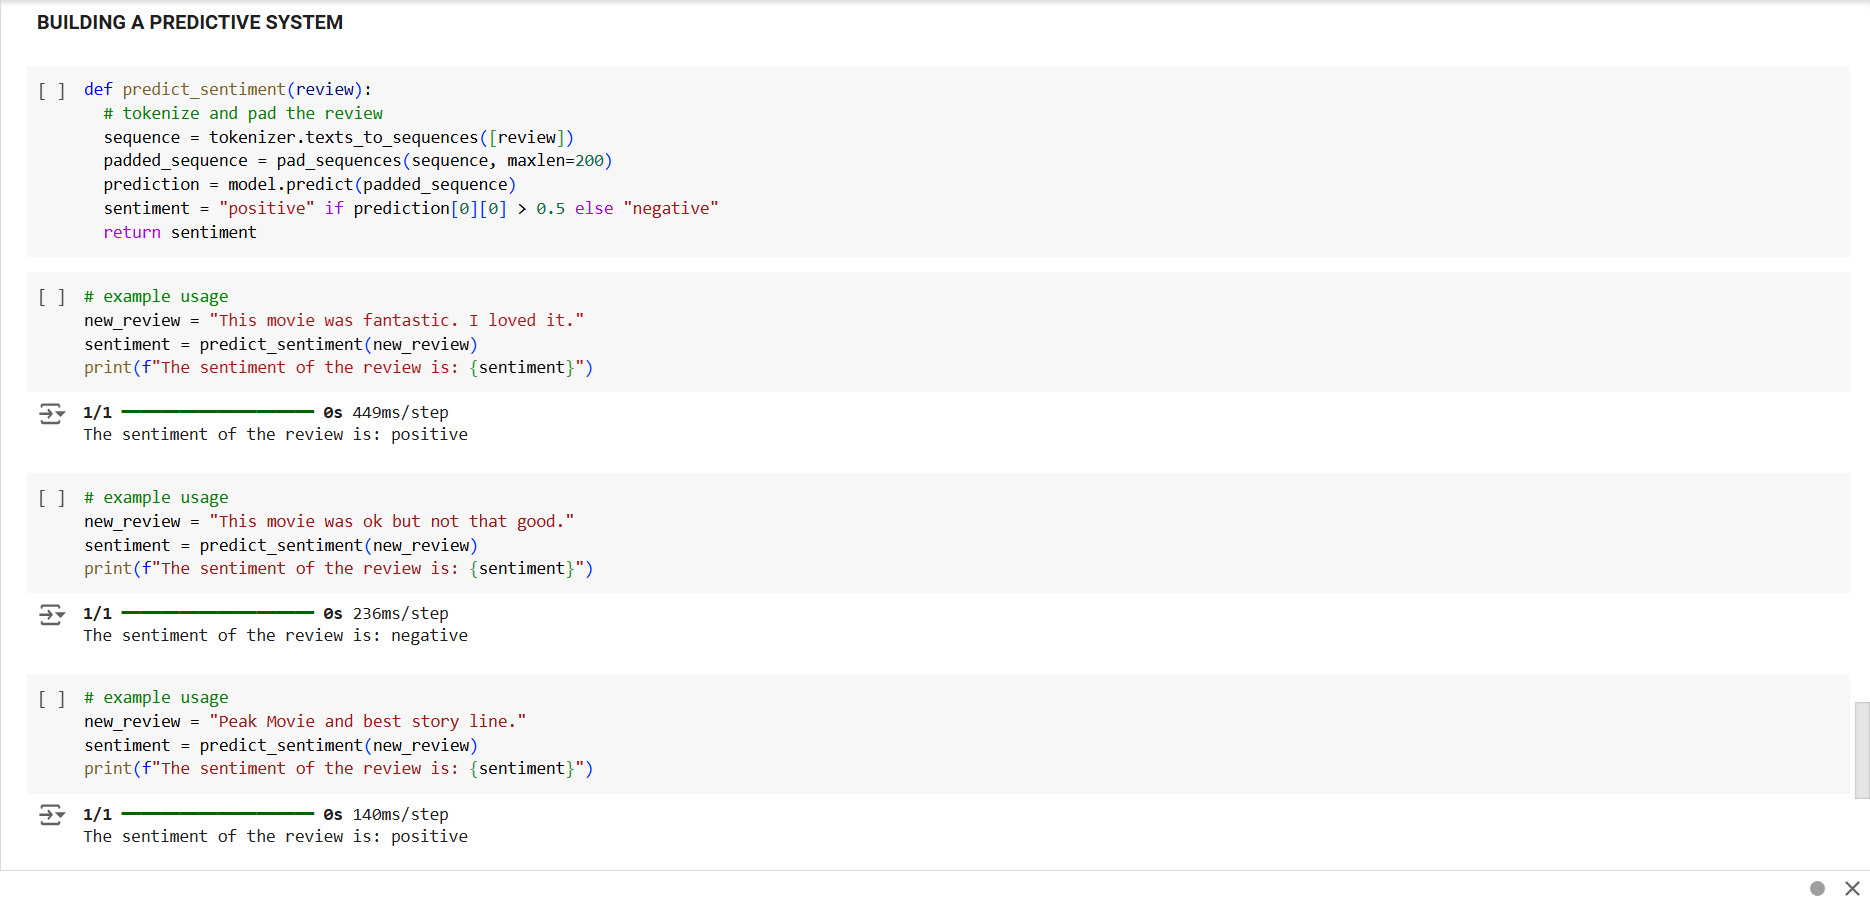 BUILDING A PREDICTIVE SYSTEM
[ ] def predict_sentiment(review):
# tokenize and pad the review
sequence = tokenizer.texts_to_sequences([review])
padded_sequence = pad_sequences(sequence, maxlen=200)
prediction = model.predict(padded_sequence)
sentiment = "positive" if prediction[0][0] > 0.5 else "negative"
return sentiment
[ ] # example usage
new_review = "This movie was fantastic. I loved it."
sentiment = predict_sentiment(new_review)
print(f"The sentiment of the review is: {sentiment}")
1/1 0s 449ms/step
The sentiment of the review is: positive
[ ] # example usage
new_review = "This movie was ok but not that good."
sentiment = predict_sentiment(new_review)
print(f"The sentiment of the review is: {sentiment}")
1/1 0s 236ms/step
The sentiment of the review is: negative
[ ] # example usage
new_review = "Peak Movie and best story line."
sentiment = predict_sentiment(new_review)
print(f"The sentiment of the review is: {sentiment}")
1/1 0s 140ms/step
The sentiment of the review is: positive